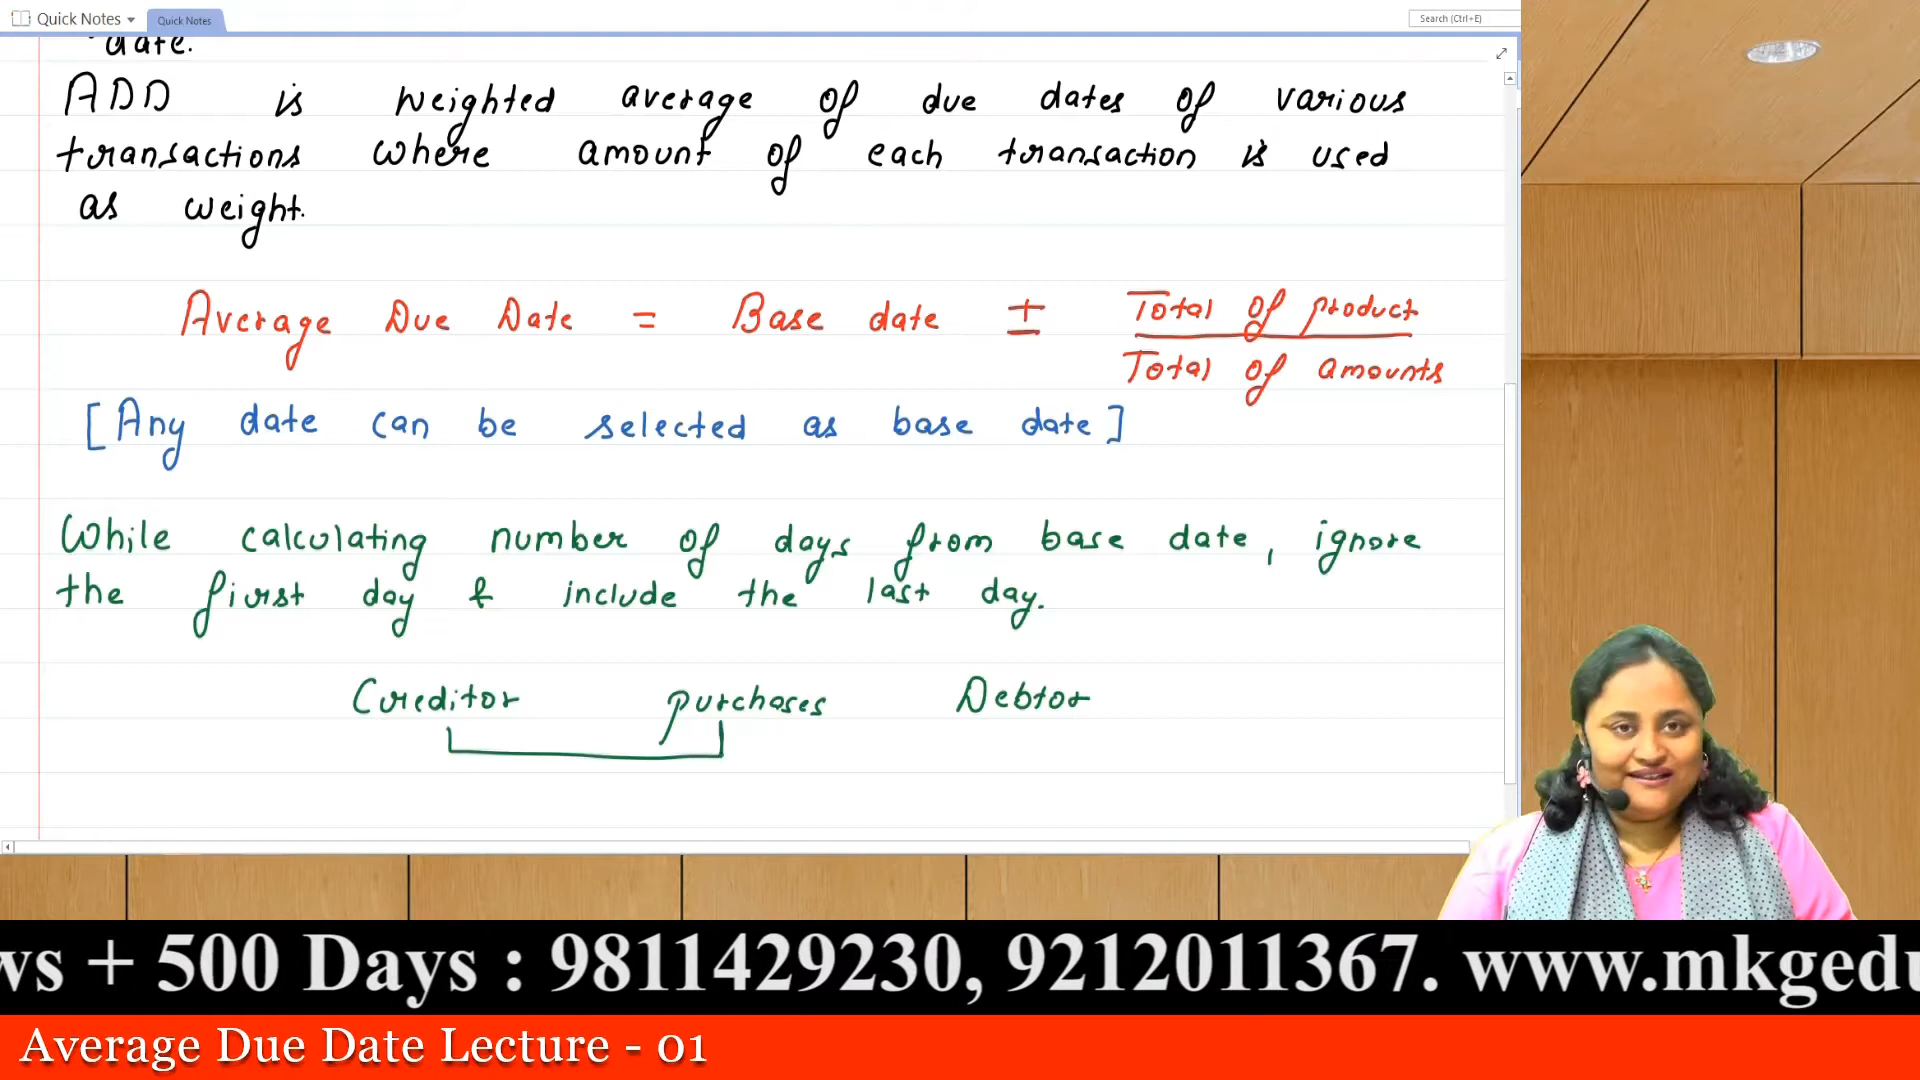 Quick Notes
Quick Notes
Search (Ctrl+E)
date.
ADD is weighted average of due dates of various
transactions where amount of each transaction is used
as weight.
Average Due Date = Base date ± Total of product
Total of amounts
[Any date can be selected as base date]
While calculating number of days from base date, ignore
the first day & include the last day.
Creditor purchases Debtor
ws + 500 Days : 9811429230, 9212011367. www.mkgedu
Average Due Date Lecture - 01